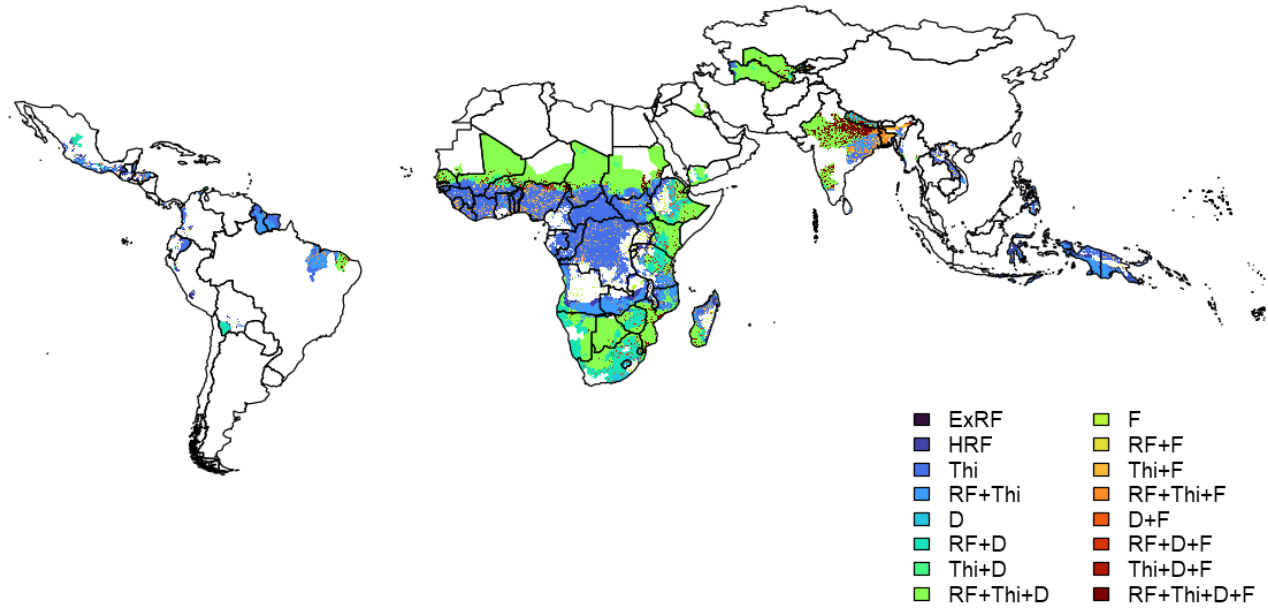 ExRF
HRF
Thi
RF+Thi
D
RF+D
Thi+D
RF+Thi+D
F
RF+F
Thi+F
RF+Thi+F
D+F
RF+D+F
Thi+D+F
RF+Thi+D+F